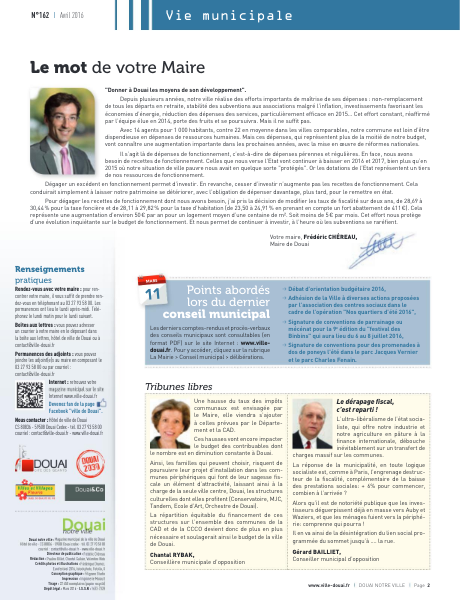 N°162 | Avril 2016
Vie municipale
Le mot de votre Maire
"Donner à Douai les moyens de son développement".
Depuis plusieurs années, notre ville réalise des efforts importants de maîtrise de ses dépenses : non-remplacement
de tous les départs en retraite, stabilité des subventions aux associations malgré l'inflation, investissements favorisant les
économies d'énergie, réduction des dépenses des services, particulièrement efficace en 2015... Cet effort constant, réaffirmé
par l'équipe élue en 2014, porte des fruits et se poursuivra. Mais il ne suffit pas.
Avec 14 agents pour 1 000 habitants, contre 22 en moyenne dans les villes comparables, notre commune est loin d'être
dispendieuse en dépenses de ressources humaines. Mais ces dépenses, qui représentent plus de la moitié de notre budget,
vont connaître une augmentation importante dans les prochaines années, avec la mise en œuvre de réformes nationales.
Il s'agit là de dépenses de fonctionnement, c'est-à-dire de dépenses pérennes et régulières. En face, nous avons
besoin de recettes de fonctionnement. Celles que nous verse l'Etat vont continuer à baisser en 2016 et 2017, bien plus qu'en
2015 où notre situation de ville pauvre nous avait en quelque sorte "protégés". Or les dotations de l'Etat représentent un tiers
de nos ressources de fonctionnement.
Dégager un excédent en fonctionnement permet d'investir. En revanche, cesser d'investir n'augmente pas les recettes de fonctionnement. Cela
conduirait simplement à laisser notre patrimoine se détériorer, avec l'obligation de dépenser davantage, plus tard, pour le remettre en état.
Pour dégager les recettes de fonctionnement dont nous avons besoin, j'ai pris la décision de modifier les taux de fiscalité sur deux ans, de 28,69 à
30,44 % pour la taxe foncière et de 28,11 à 29,82 % pour la taxe d'habitation (de 23,50 à 24,91 % en prenant en compte un fort abattement de 411 €). Cela
représente une augmentation d'environ 50 € par an pour un logement moyen d'une centaine de m². Soit moins de 5 € par mois. Cet effort nous protège
d'une évolution inquiétante sur le budget de fonctionnement. Et nous permet de continuer à investir, à l'heure où les subventions se raréfient.
Votre maire, Frédéric CHÉREAU,
Maire de Douai
Renseignements
pratiques
Rendez-vous avec votre maire : pour ren-
contrer votre maire, il vous suffit de prendre ren-
dez-vous en téléphonant au 03 27 93 58 00. Les
permanences ont lieu le lundi après-midi. Télé-
phonez le lundi matin pour le lundi suivant.
Boîtes aux lettres : vous pouvez adresser
un courrier à votre maire en le déposant dans
la boîte aux lettres, hôtel de ville de Douai ou à
contact@ville-douai.fr.
Permanences des adjoints : vous pouvez
joindre les adjoint(e)s au maire en composant le
03 27 93 58 00 ou par courriel :
contact@ville-douai.fr
Internet : retrouvez votre
magazine municipal sur le site
Internet www.ville-douai.fr
Devenez fan de la page
Facebook "ville de Douai".
Nous contacter : Hôtel de ville de Douai
CS 80836 - 59508 Douai Cedex - tél. 03 27 93 58 00
courriel : contact@ville-douai.fr - www.ville-douai.fr
DOUAI
Villes et Villages
Fleuris
Douai&Co
Douai
notre ville
MARS
11
Points abordés
lors du dernier
conseil municipal
Les derniers comptes-rendus et procès-verbaux
des conseils municipaux sont consultables (en
format PDF) sur le site Internet : www.ville-
douai.fr. Pour y accéder, cliquez sur la rubrique
La Mairie > Conseil municipal > délibérations.
Débat d'orientation budgétaire 2016,
Adhésion de la Ville à diverses actions proposées
par l'association des centres sociaux dans le
cadre de l'opération "Nos quartiers d'été 2016",
Signature de conventions de parrainage ou
mécénat pour la 9e édition du "festival des
Binbins" qui aura lieu du 6 au 8 juillet 2016,
Signature de conventions pour des promenades à
dos de poneys l'été dans le parc Jacques Vernier
et le parc Charles Fenain.
Tribunes libres
Une hausse du taux des impôts
communaux est envisagée par
le Maire, elle viendra s'ajouter
à celles prévues par le Départe-
ment et la CAD.
Ces hausses sont encore impacter
le budget des contribuables dont
le nombre est en diminution constante à Douai.
Ainsi, les familles qui peuvent choisir, risquent de
poursuivre leur projet d'installation dans les com-
munes périphériques qui font de leur sagesse fis-
cale un élément d'attractivité, laissant ainsi à la
charge de la seule ville centre, Douai, les structures
culturelles dont elles profitent (Conservatoire, MJC,
Tandem, Ecole d'Art, Orchestre de Douai).
La répartition équitable du financement de ces
structures sur l'ensemble des communes de la
CAD et de la CCCO devient donc de plus en plus
nécessaire et soulagerait ainsi le budget de la ville
de Douai.
Chantal RYBAK,
Conseillère municipale d'opposition
Le dérapage fiscal,
c'est reparti !
L'ultra-libéralisme de l'état socia-
liste, qui offre notre industrie et
notre agriculture en pâture à la
finance internationale, débouche
inévitablement sur un transfert de
charges massif sur les communes.
La réponse de la municipalité, en toute logique
socialiste est, comme à Paris, l'engrenage destruc-
teur de la fiscalité, complémentaire de la baisse
des prestations sociales : + 6% pour commencer,
combien à l'arrivée ?
Alors qu'il est de notoriété publique que les inves-
tisseurs déguerpissent déjà en masse vers Auby et
Waziers, et que les ménages fuient vers la périphé-
rie: comprenne qui pourra !
Il en va ainsi de la désintégration du lien social pro-
grammée du sommet jusqu'à ... la rue.
Gérard BAILLIET,
Conseiller municipal d'opposition
www.ville-douai.fr | DOUAI NOTRE VILLE | Page 2